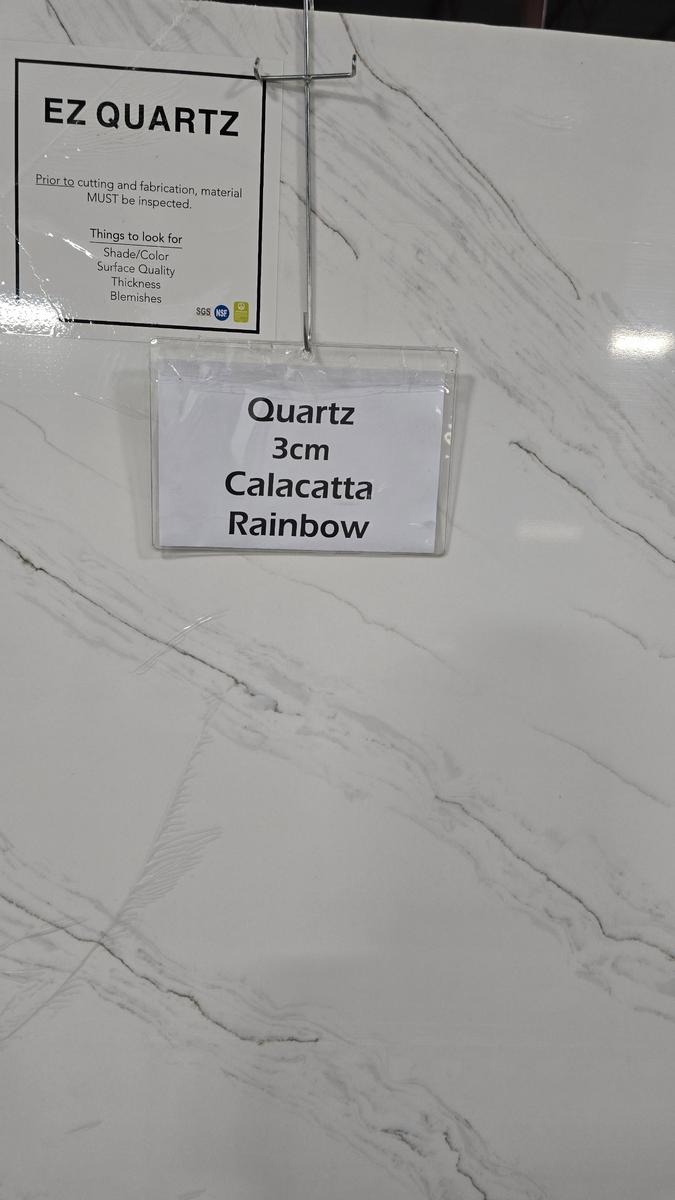 EZ QUARTZ
Prior to cutting and fabrication, material
MUST be inspected.
Things to look for
Shade/Color
Surface Quality
Thickness
Blemishes
SGS NSF
Quartz
3cm
Calacatta
Rainbow